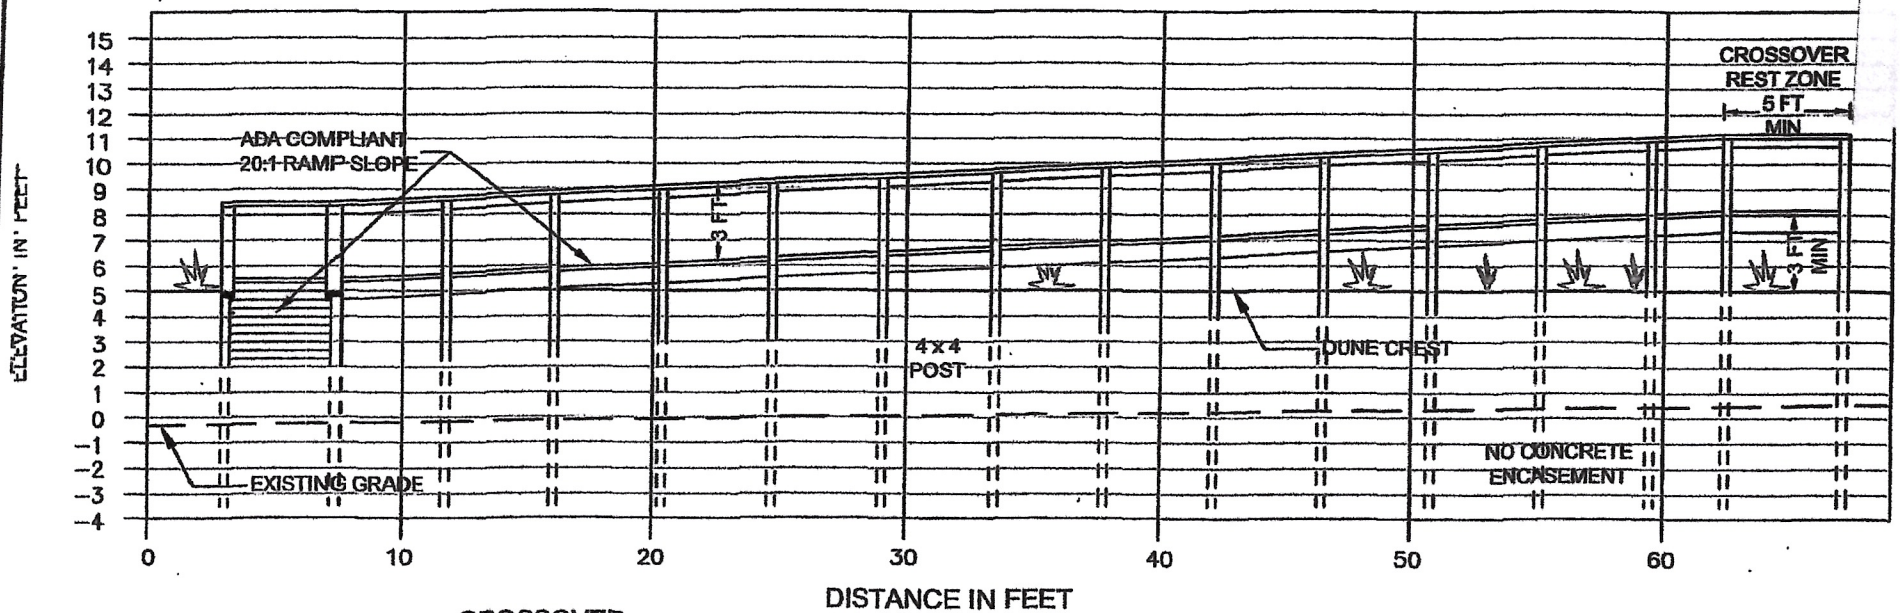 15
14
13
12
11
10
9
8
7
6
5
4
3
2
1
0
-1
-2
-3
-4
ELEVATION IN FEET
ADA COMPLIANT
20:1 RAMP SLOPE
3 FT
CROSSOVER
REST ZONE
5 FT
MIN
3 FT
MIN
4 x 4
POST
DUNE CREST
EXISTING GRADE
NO CONCRETE
ENCASEMENT
0 10 20 30 40 50 60
DISTANCE IN FEET
CROSSOVER